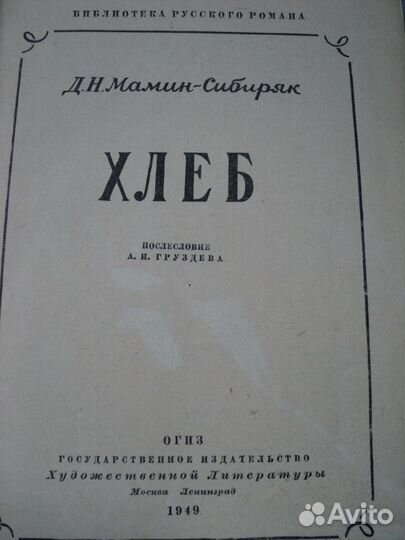 БИБЛИОТЕКА РУССКОГО РОМАНА
Д.Н.Мамин-Сибиряк
ХЛЕБ
ПОСЛЕСЛОВИЕ
А. Н. ГРУЗДЕВА
ОГИЗ
ГОСУДАРСТВЕННОЕ ИЗДАТЕЛЬСТВО
Художественной Литературы
Москва Ленинград
1949
Avito